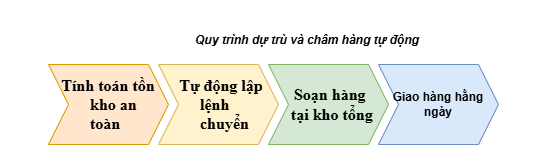 Quy trình dự trù và châm hàng tự động
Tính toán tồn
kho an
toàn
Tự động lập
lệnh
chuyển
Soạn hàng
tại kho tổng
Giao hàng hằng
ngày